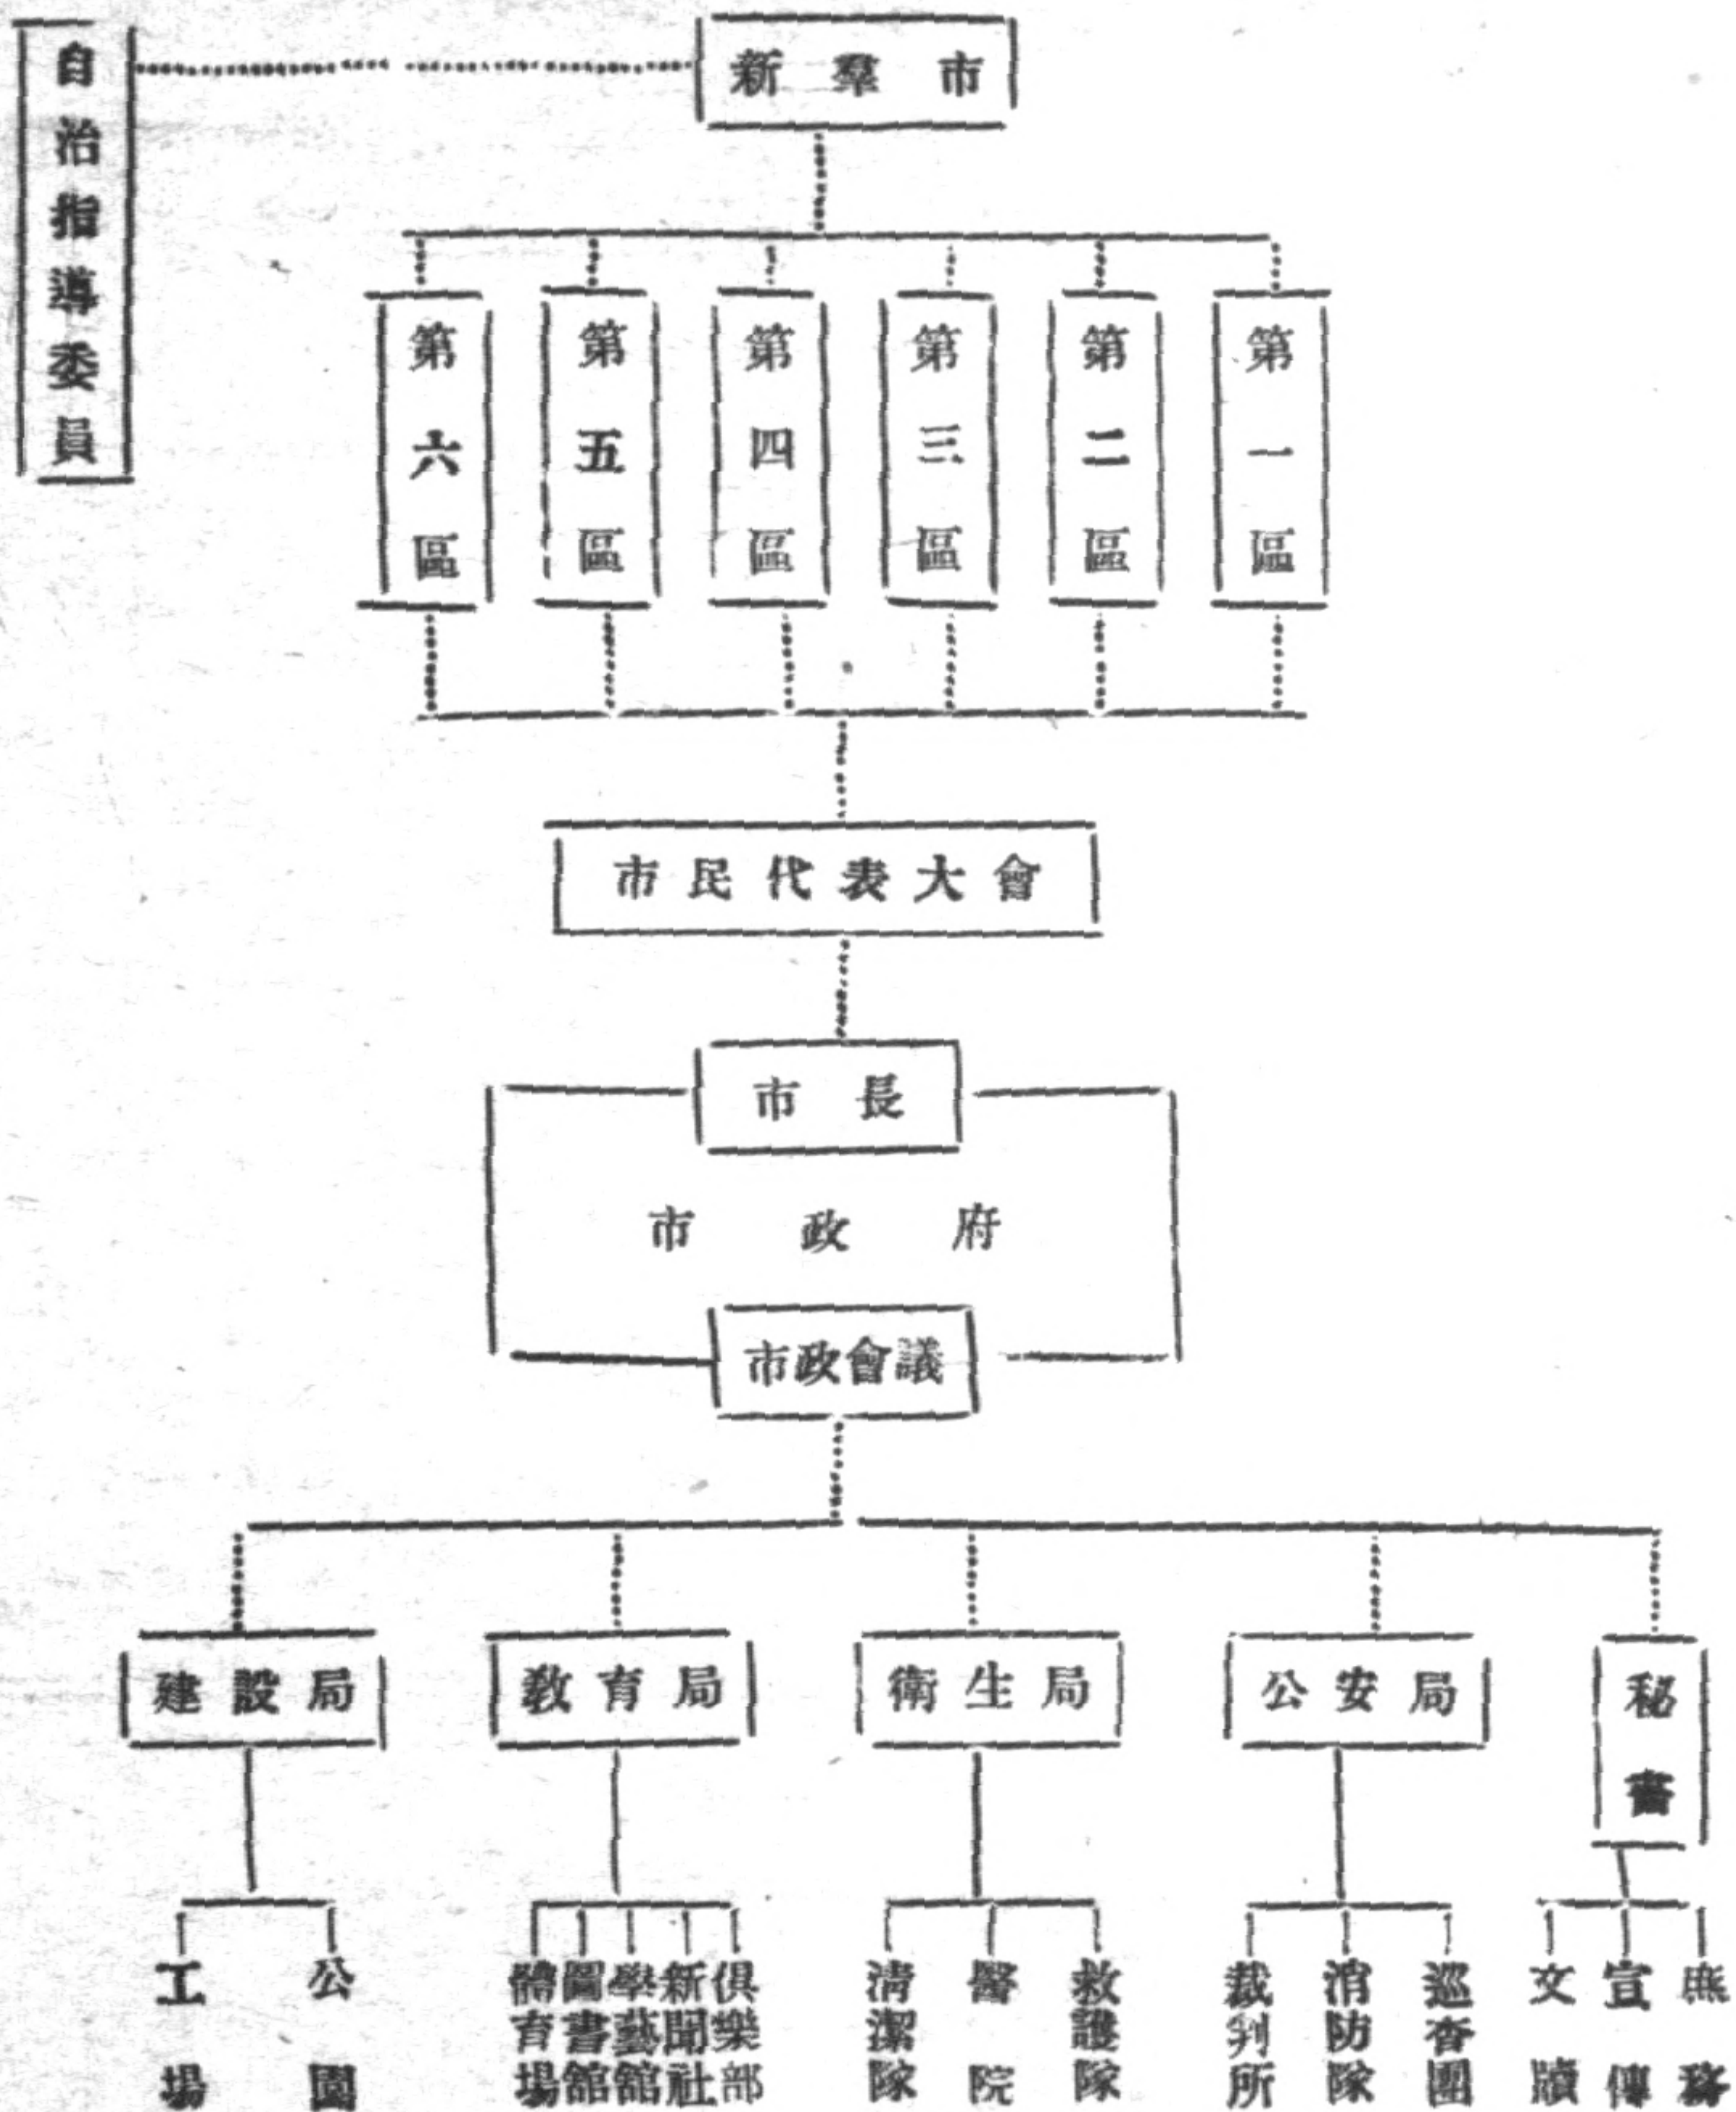 自治指導委員
新羣市
第一區
第二區
第三區
第四區
第五區
第六區
市民代表大會
市長
市政府
市政會議
秘書
公安局
衛生局
教育局
建設局
庶務
宣傳
文牘
巡查團
消防隊
裁判所
救護隊
醫院
清潔隊
俱樂部
新聞社
學藝館
圖書館
體育場
公園
工場